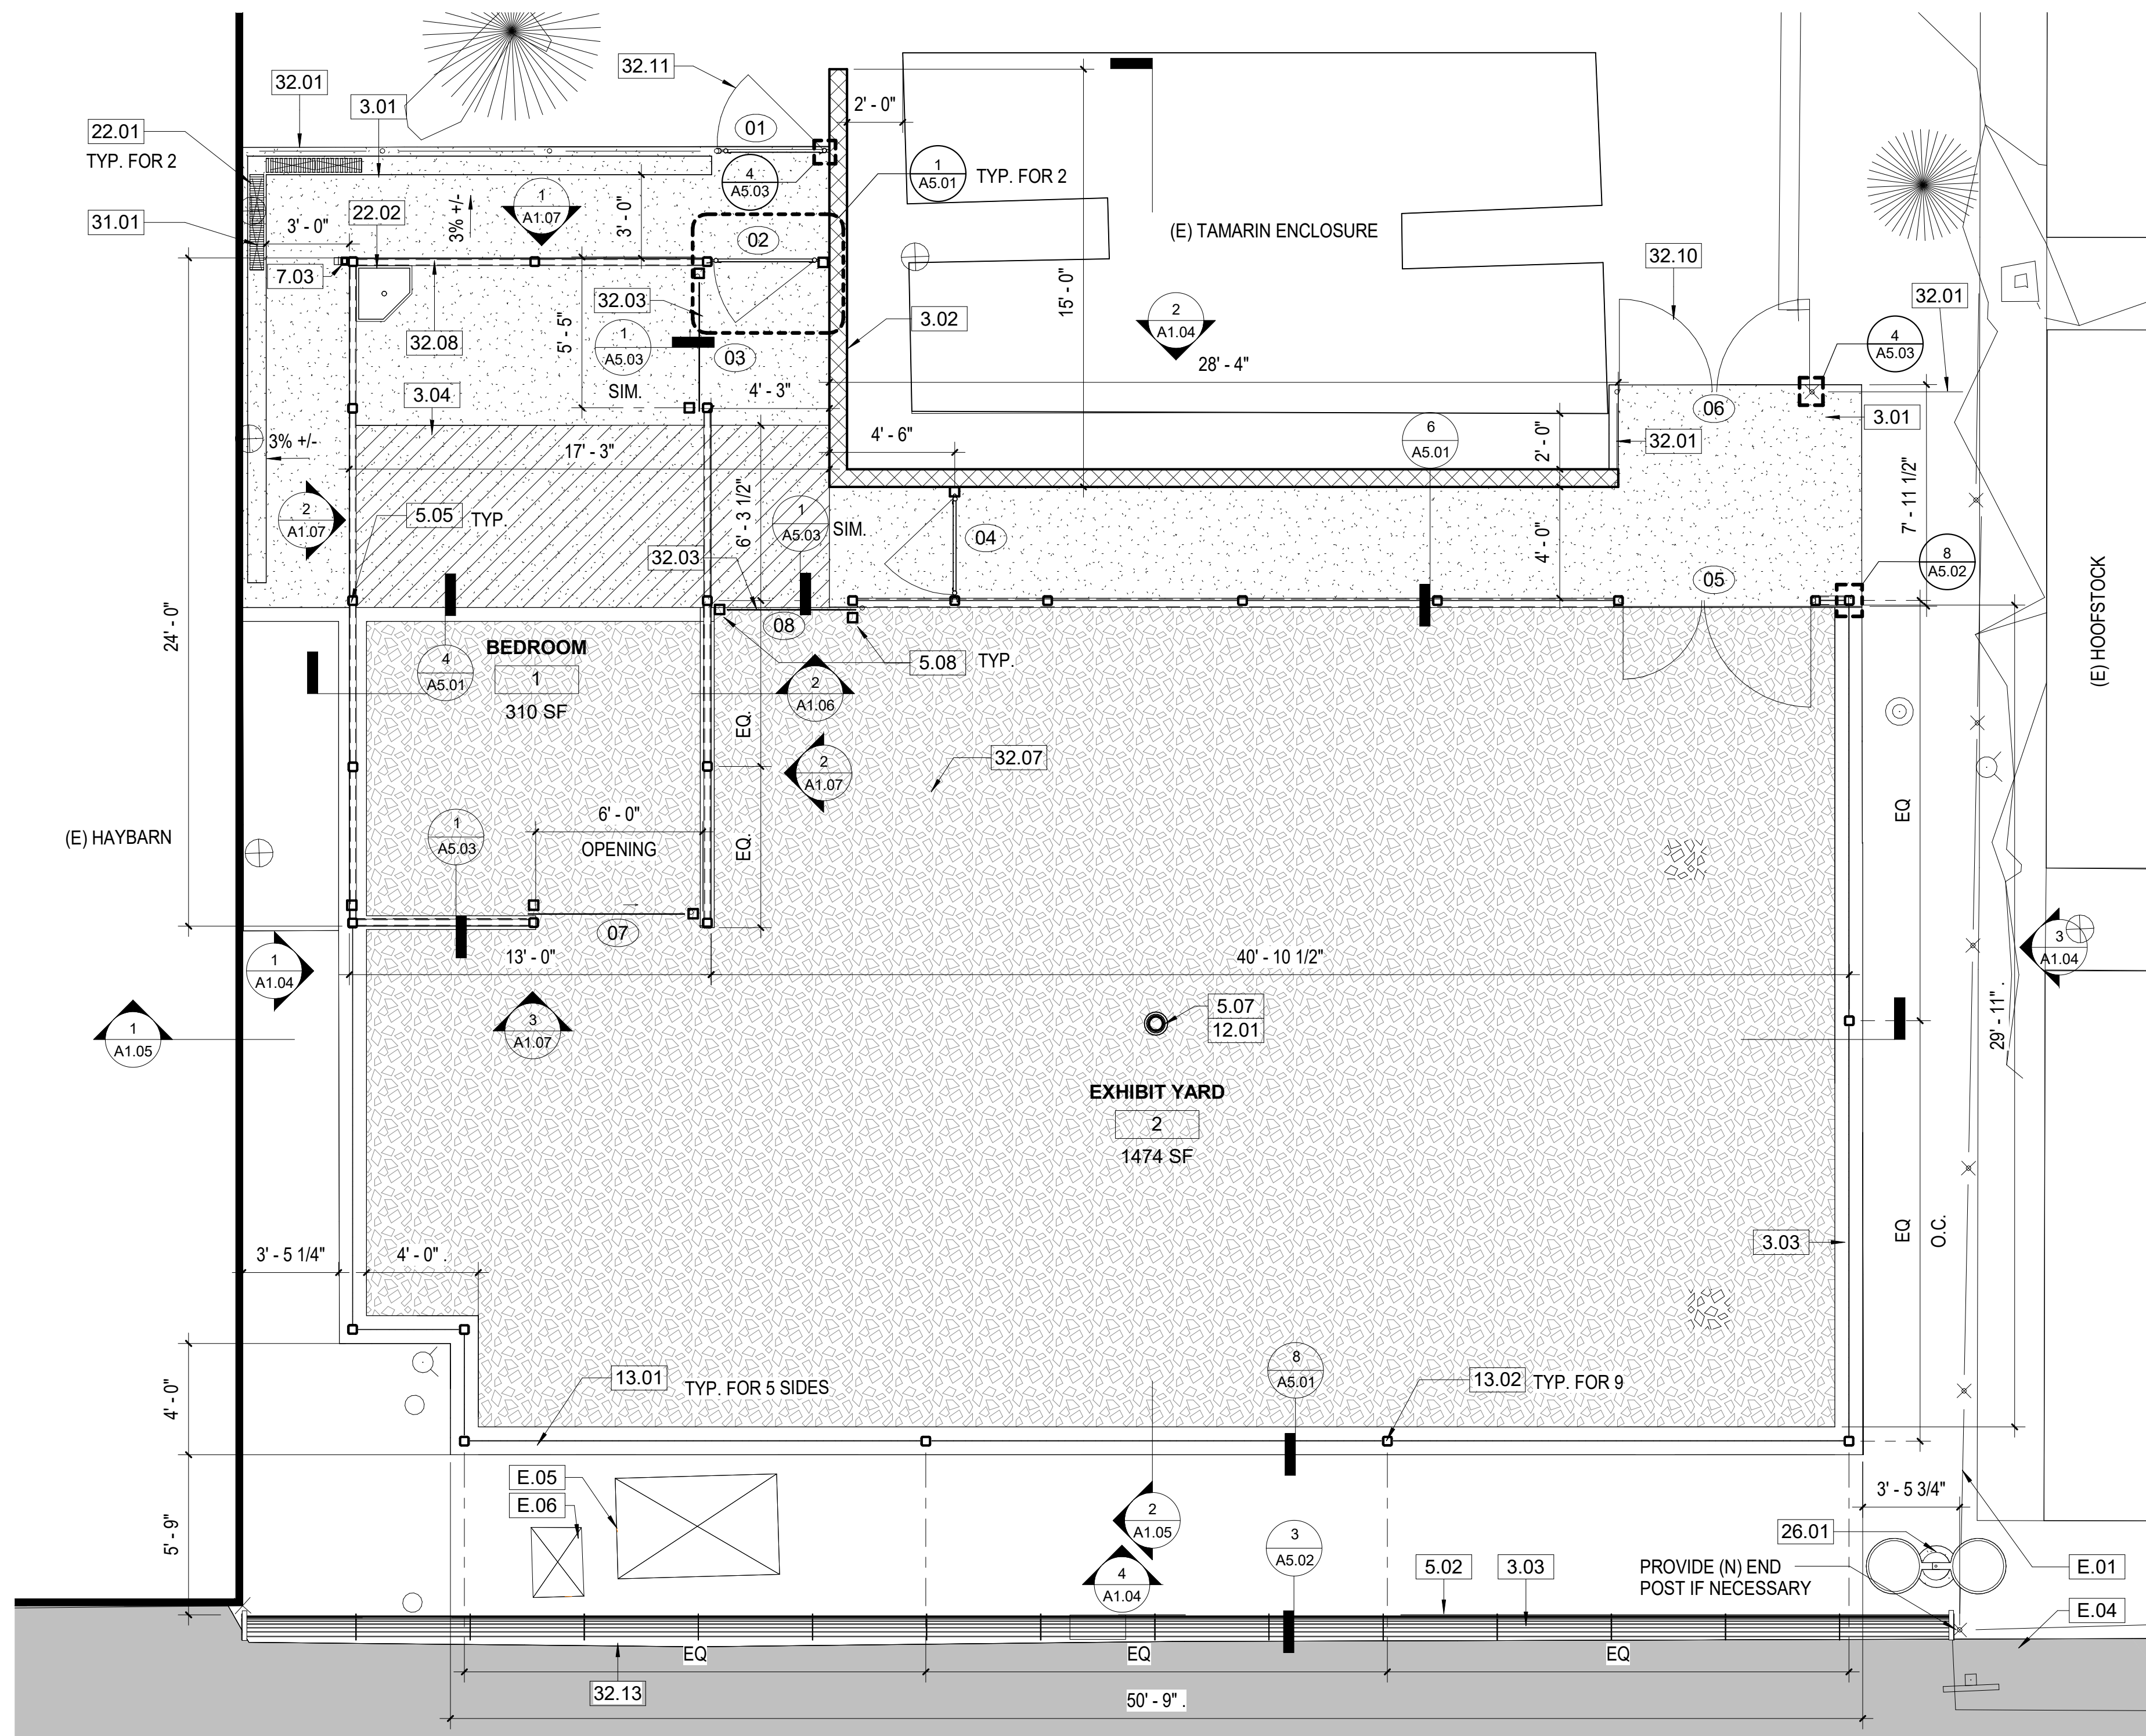 32.11
32.01
3.01
2' - 0"
22.01
TYP. FOR 2
01
4
A5.03
1
A5.01
TYP. FOR 2
31.01
3' - 0"
22.02
3% +/-
1
A1.07
3' - 0"
02
(E) TAMARIN ENCLOSURE
32.10
7.03
32.03
15' - 0"
32.01
32.08
5' - 5"
1
A5.03
SIM.
03
3.02
2
A1.04
4
A5.03
28' - 4"
3.04
4' - 3"
06
3.01
3% +/-
17' - 3"
4' - 6"
6
A5.01
2' - 0"
32.01
7' - 11 1/2"
2
A1.07
5.05
TYP.
6' - 3 1/2"
1
A5.03
SIM.
04
4' - 0"
32.03
05
8
A5.02
(E) HOOFSTOCK
24' - 0"
BEDROOM
1
310 SF
4
A5.01
08
5.08
TYP.
2
A1.06
EQ.
2
A1.07
32.07
EQ
(E) HAYBARN
1
A5.03
6' - 0"
OPENING
EQ.
07
13' - 0"
40' - 10 1/2"
3
A1.04
1
A1.04
1
A1.05
3
A1.07
5.07
12.01
29' - 11" .
EXHIBIT YARD
2
1474 SF
3' - 5 1/4"
4' - 0" .
3.03
EQ
O.C.
4' - 0"
13.01
TYP. FOR 5 SIDES
8
A5.01
13.02
TYP. FOR 9
5' - 9"
E.05
E.06
2
A1.05
3
A5.02
4
A1.04
5.02
3.03
3' - 5 3/4"
26.01
PROVIDE (N) END
POST IF NECESSARY
E.01
E.04
EQ
EQ
EQ
32.13
50' - 9" .